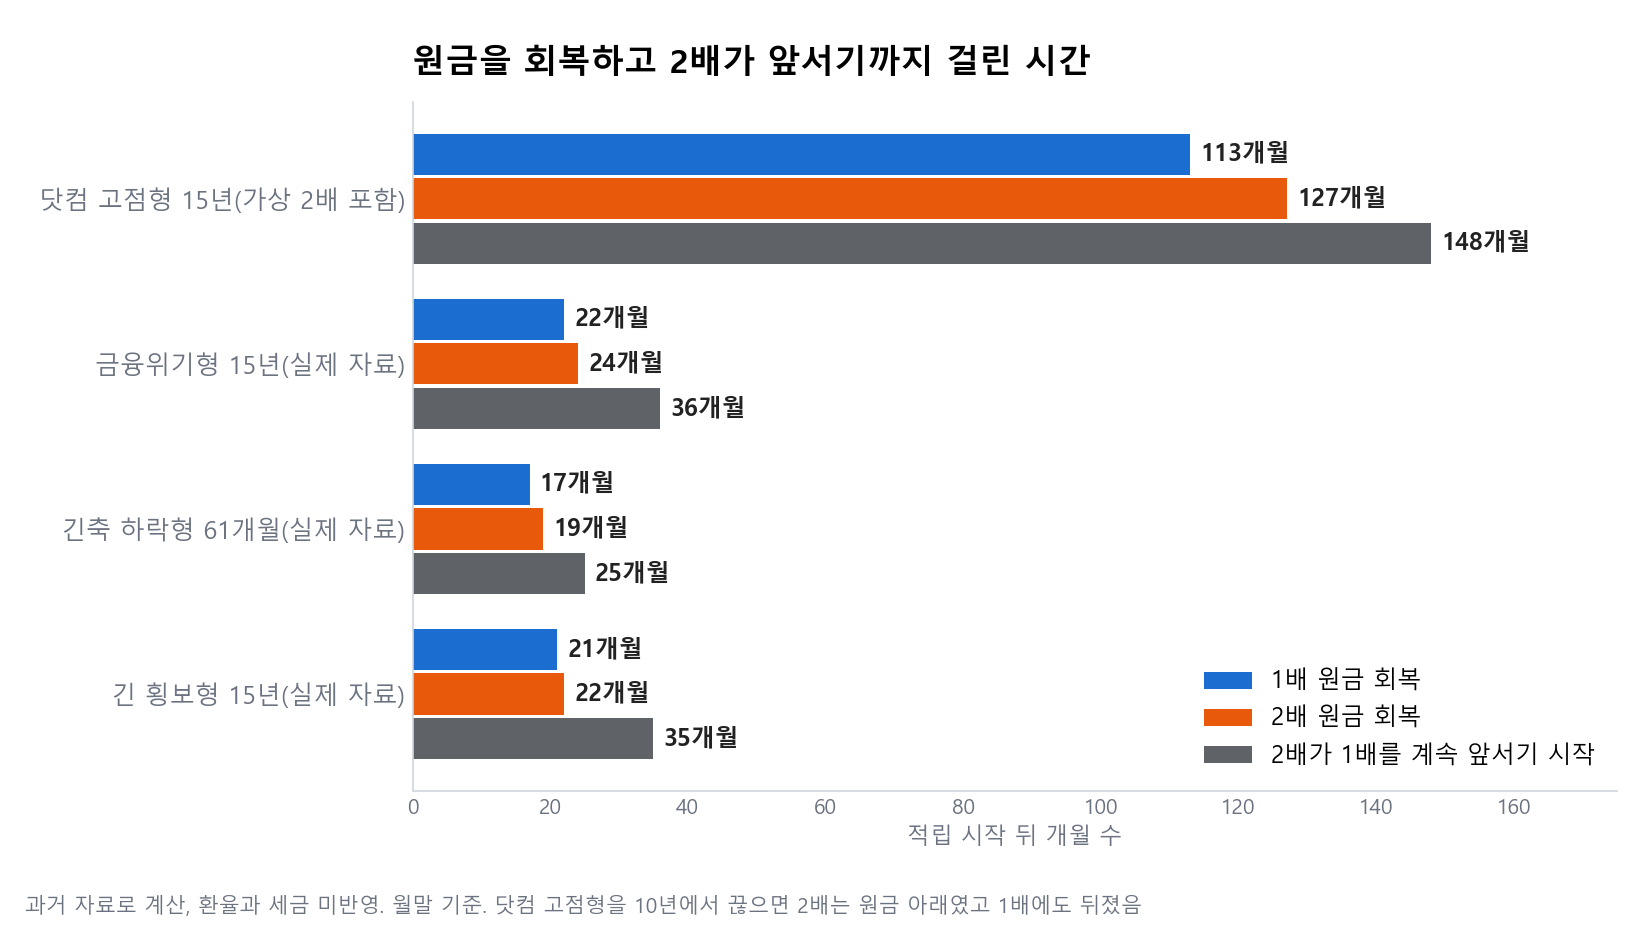 원금을 회복하고 2배가 앞서기까지 걸린 시간
닷컴 고점형 15년(가상 2배 포함)
113개월
127개월
148개월
금융위기형 15년(실제 자료)
22개월
24개월
36개월
긴축 하락형 61개월(실제 자료)
17개월
19개월
25개월
긴 횡보형 15년(실제 자료)
21개월
22개월
35개월
1배 원금 회복
2배 원금 회복
2배가 1배를 계속 앞서기 시작
0 20 40 60 80 100 120 140 160
적립 시작 뒤 개월 수
과거 자료로 계산, 환율과 세금 미반영. 월말 기준. 닷컴 고점형을 10년에서 끊으면 2배는 원금 아래였고 1배에도 뒤졌음